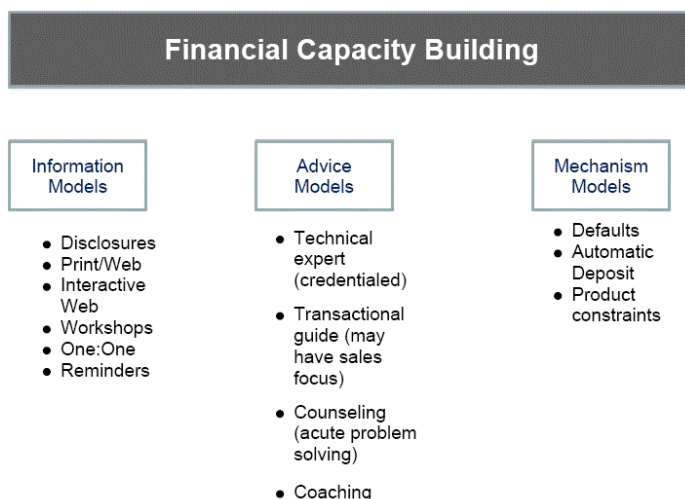 Financial Capacity Building
Information
Models
● Disclosures
● Print/Web
● Interactive
Web
● Workshops
● One:One
● Reminders
Advice
Models
● Technical
expert
(credentialed)
● Transactional
guide (may
have sales
focus)
● Counseling
(acute problem
solving)
● Coaching
Mechanism
Models
● Defaults
● Automatic
Deposit
● Product
constraints